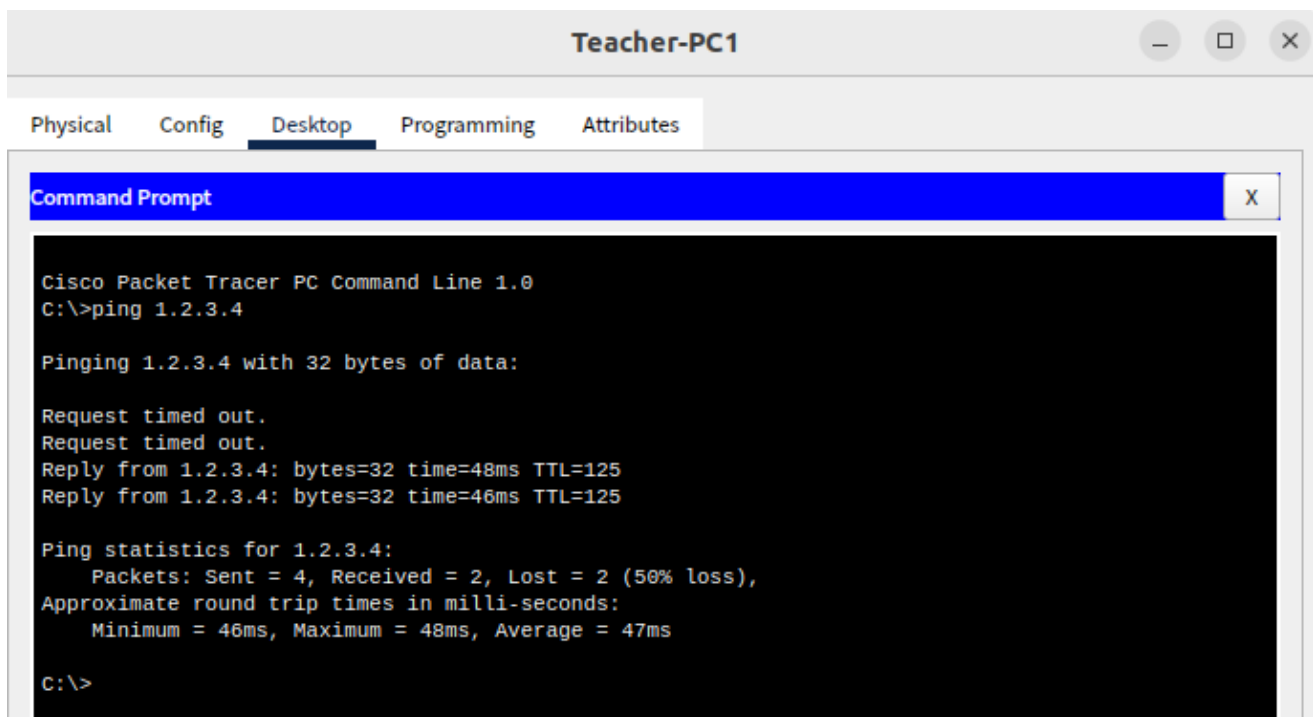 Teacher-PC1
Physical Config Desktop Programming Attributes
Command Prompt X
Cisco Packet Tracer PC Command Line 1.0
C:\>ping 1.2.3.4
Pinging 1.2.3.4 with 32 bytes of data:
Request timed out.
Request timed out.
Reply from 1.2.3.4: bytes=32 time=48ms TTL=125
Reply from 1.2.3.4: bytes=32 time=46ms TTL=125
Ping statistics for 1.2.3.4:
    Packets: Sent = 4, Received = 2, Lost = 2 (50% loss),
Approximate round trip times in milli-seconds:
    Minimum = 46ms, Maximum = 48ms, Average = 47ms
C:\>